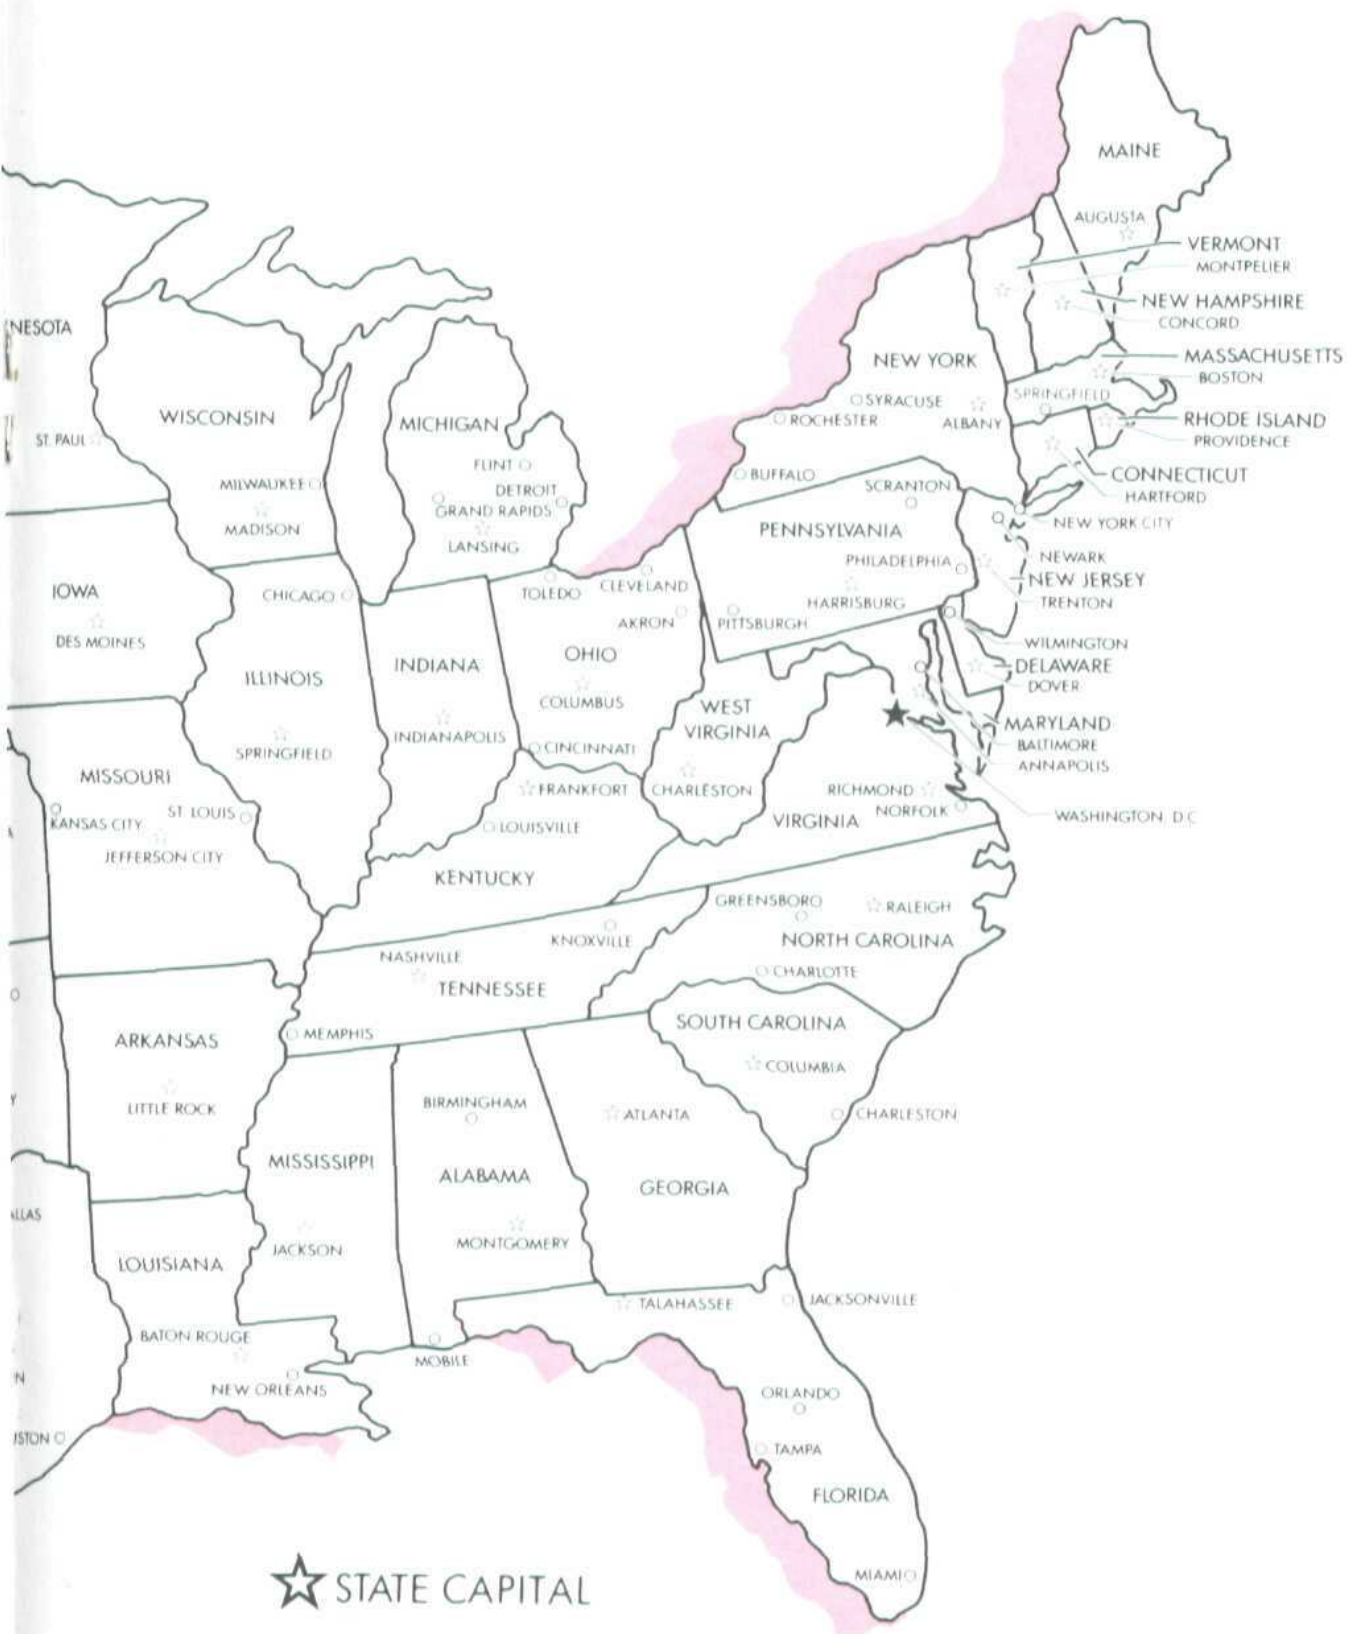 MAINE
AUGUSTA
VERMONT
MONTPELIER
NEW HAMPSHIRE
CONCORD
NESOTA
MASSACHUSETTS
BOSTON
NEW YORK
SPRINGFIELD
SYRACUSE
ROCHESTER
ALBANY
RHODE ISLAND
PROVIDENCE
WISCONSIN
MICHIGAN
ST. PAUL
CONNECTICUT
HARTFORD
BUFFALO
SCRANTON
FLINT
DETROIT
GRAND RAPIDS
LANSING
MILWAUKEE
MADISON
NEW YORK CITY
PENNSYLVANIA
NEWARK
PHILADELPHIA
NEW JERSEY
TRENTON
HARRISBURG
IOWA
DES MOINES
CHICAGO
TOLEDO
CLEVELAND
AKRON
PITTSBURGH
WILMINGTON
OHIO
INDIANA
ILLINOIS
DELAWARE
DOVER
COLUMBUS
WEST
VIRGINIA
MARYLAND
BALTIMORE
ANNAPOLIS
INDIANAPOLIS
SPRINGFIELD
CINCINNATI
MISSOURI
FRANKFORT
CHARLESTON
RICHMOND
NORFOLK
WASHINGTON, D.C
ST. LOUIS
KANSAS CITY
LOUISVILLE
VIRGINIA
JEFFERSON CITY
KENTUCKY
GREENSBORO
RALEIGH
KNOXVILLE
NORTH CAROLINA
NASHVILLE
CHARLOTTE
TENNESSEE
O
SOUTH CAROLINA
MEMPHIS
ARKANSAS
COLUMBIA
Y
LITTLE ROCK
BIRMINGHAM
ATLANTA
CHARLESTON
MISSISSIPPI
ALABAMA
GEORGIA
LLAS
MONTGOMERY
JACKSON
LOUISIANA
TALAHASSEE
JACKSONVILLE
BATON ROUGE
MOBILE
N
NEW ORLEANS
ORLANDO
STON
TAMPA
FLORIDA
MIAMI
STATE CAPITAL